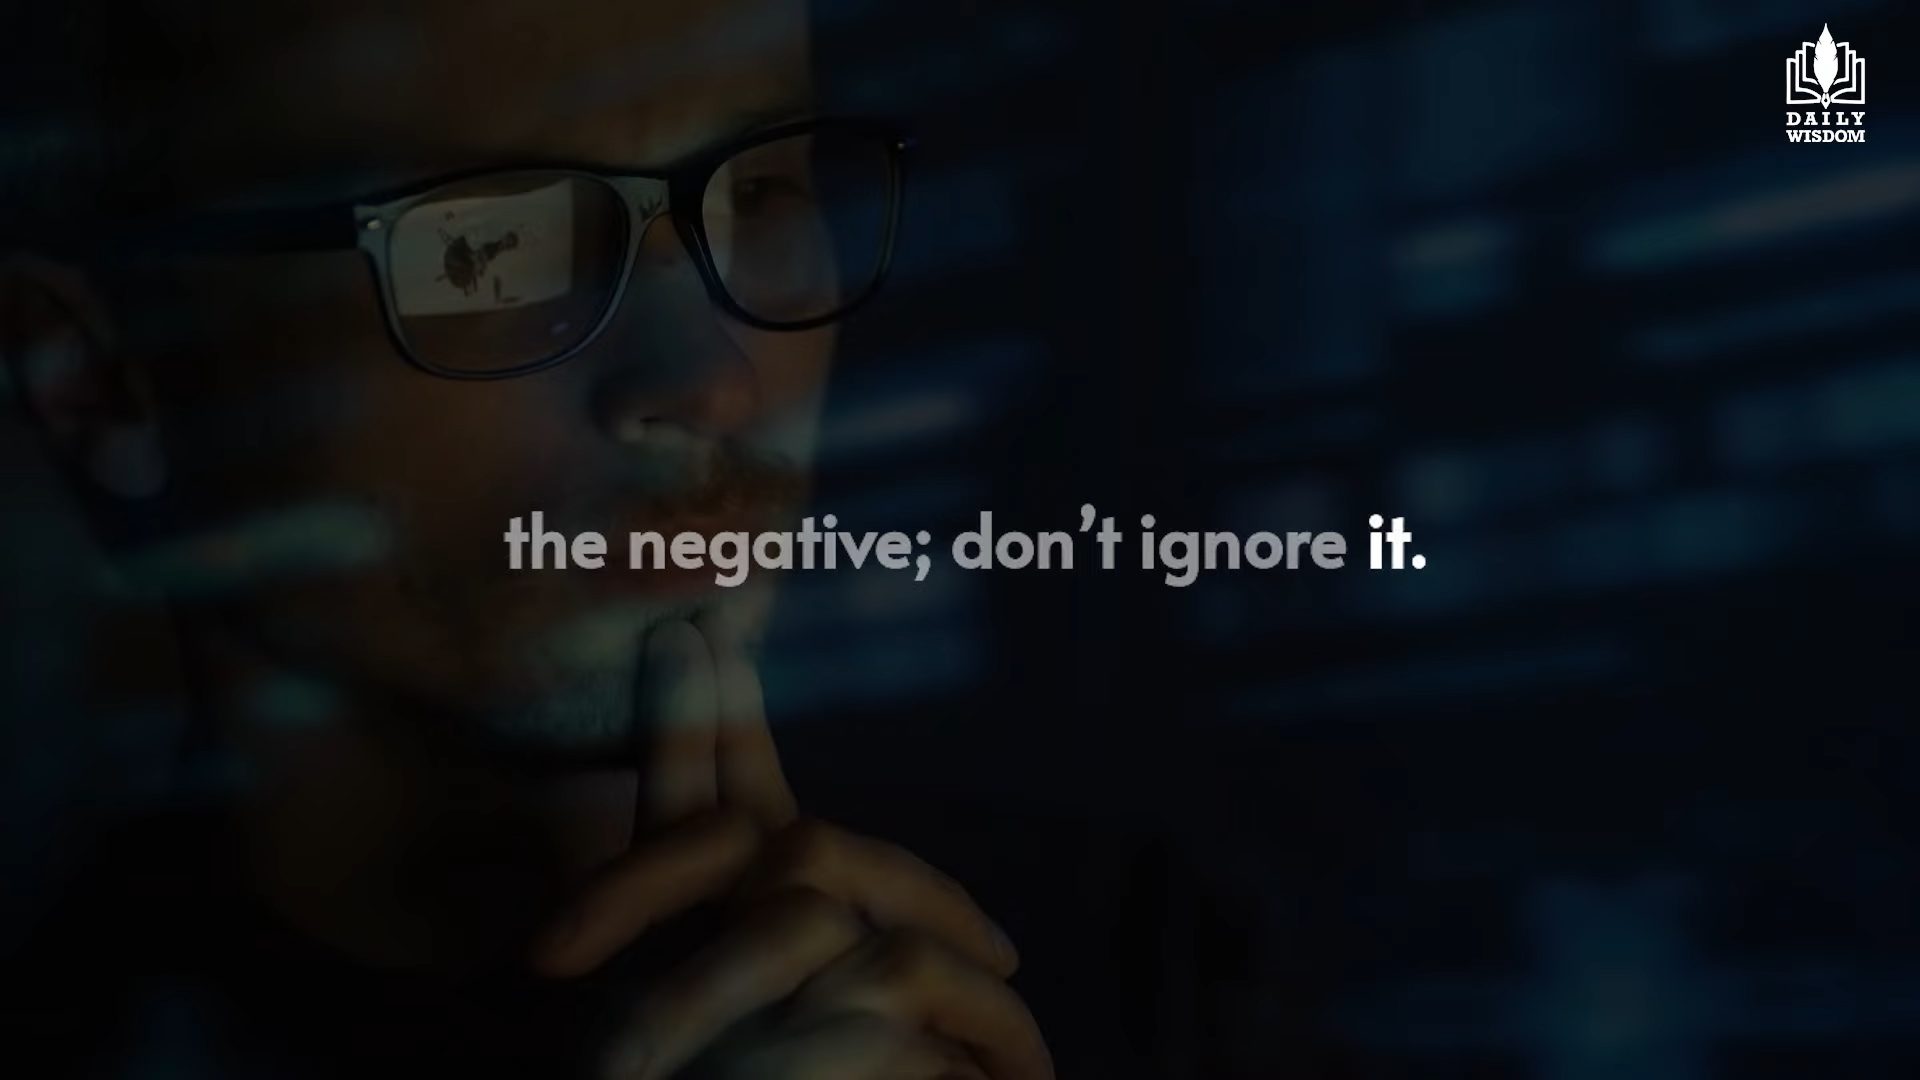 DAILY
WISDOM
the negative; don’t ignore it.